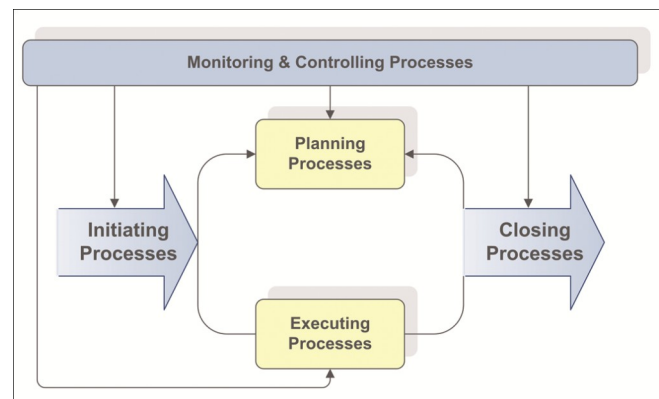 Monitoring & Controlling Processes
Planning
Processes
Initiating
Processes
Closing
Processes
Executing
Processes